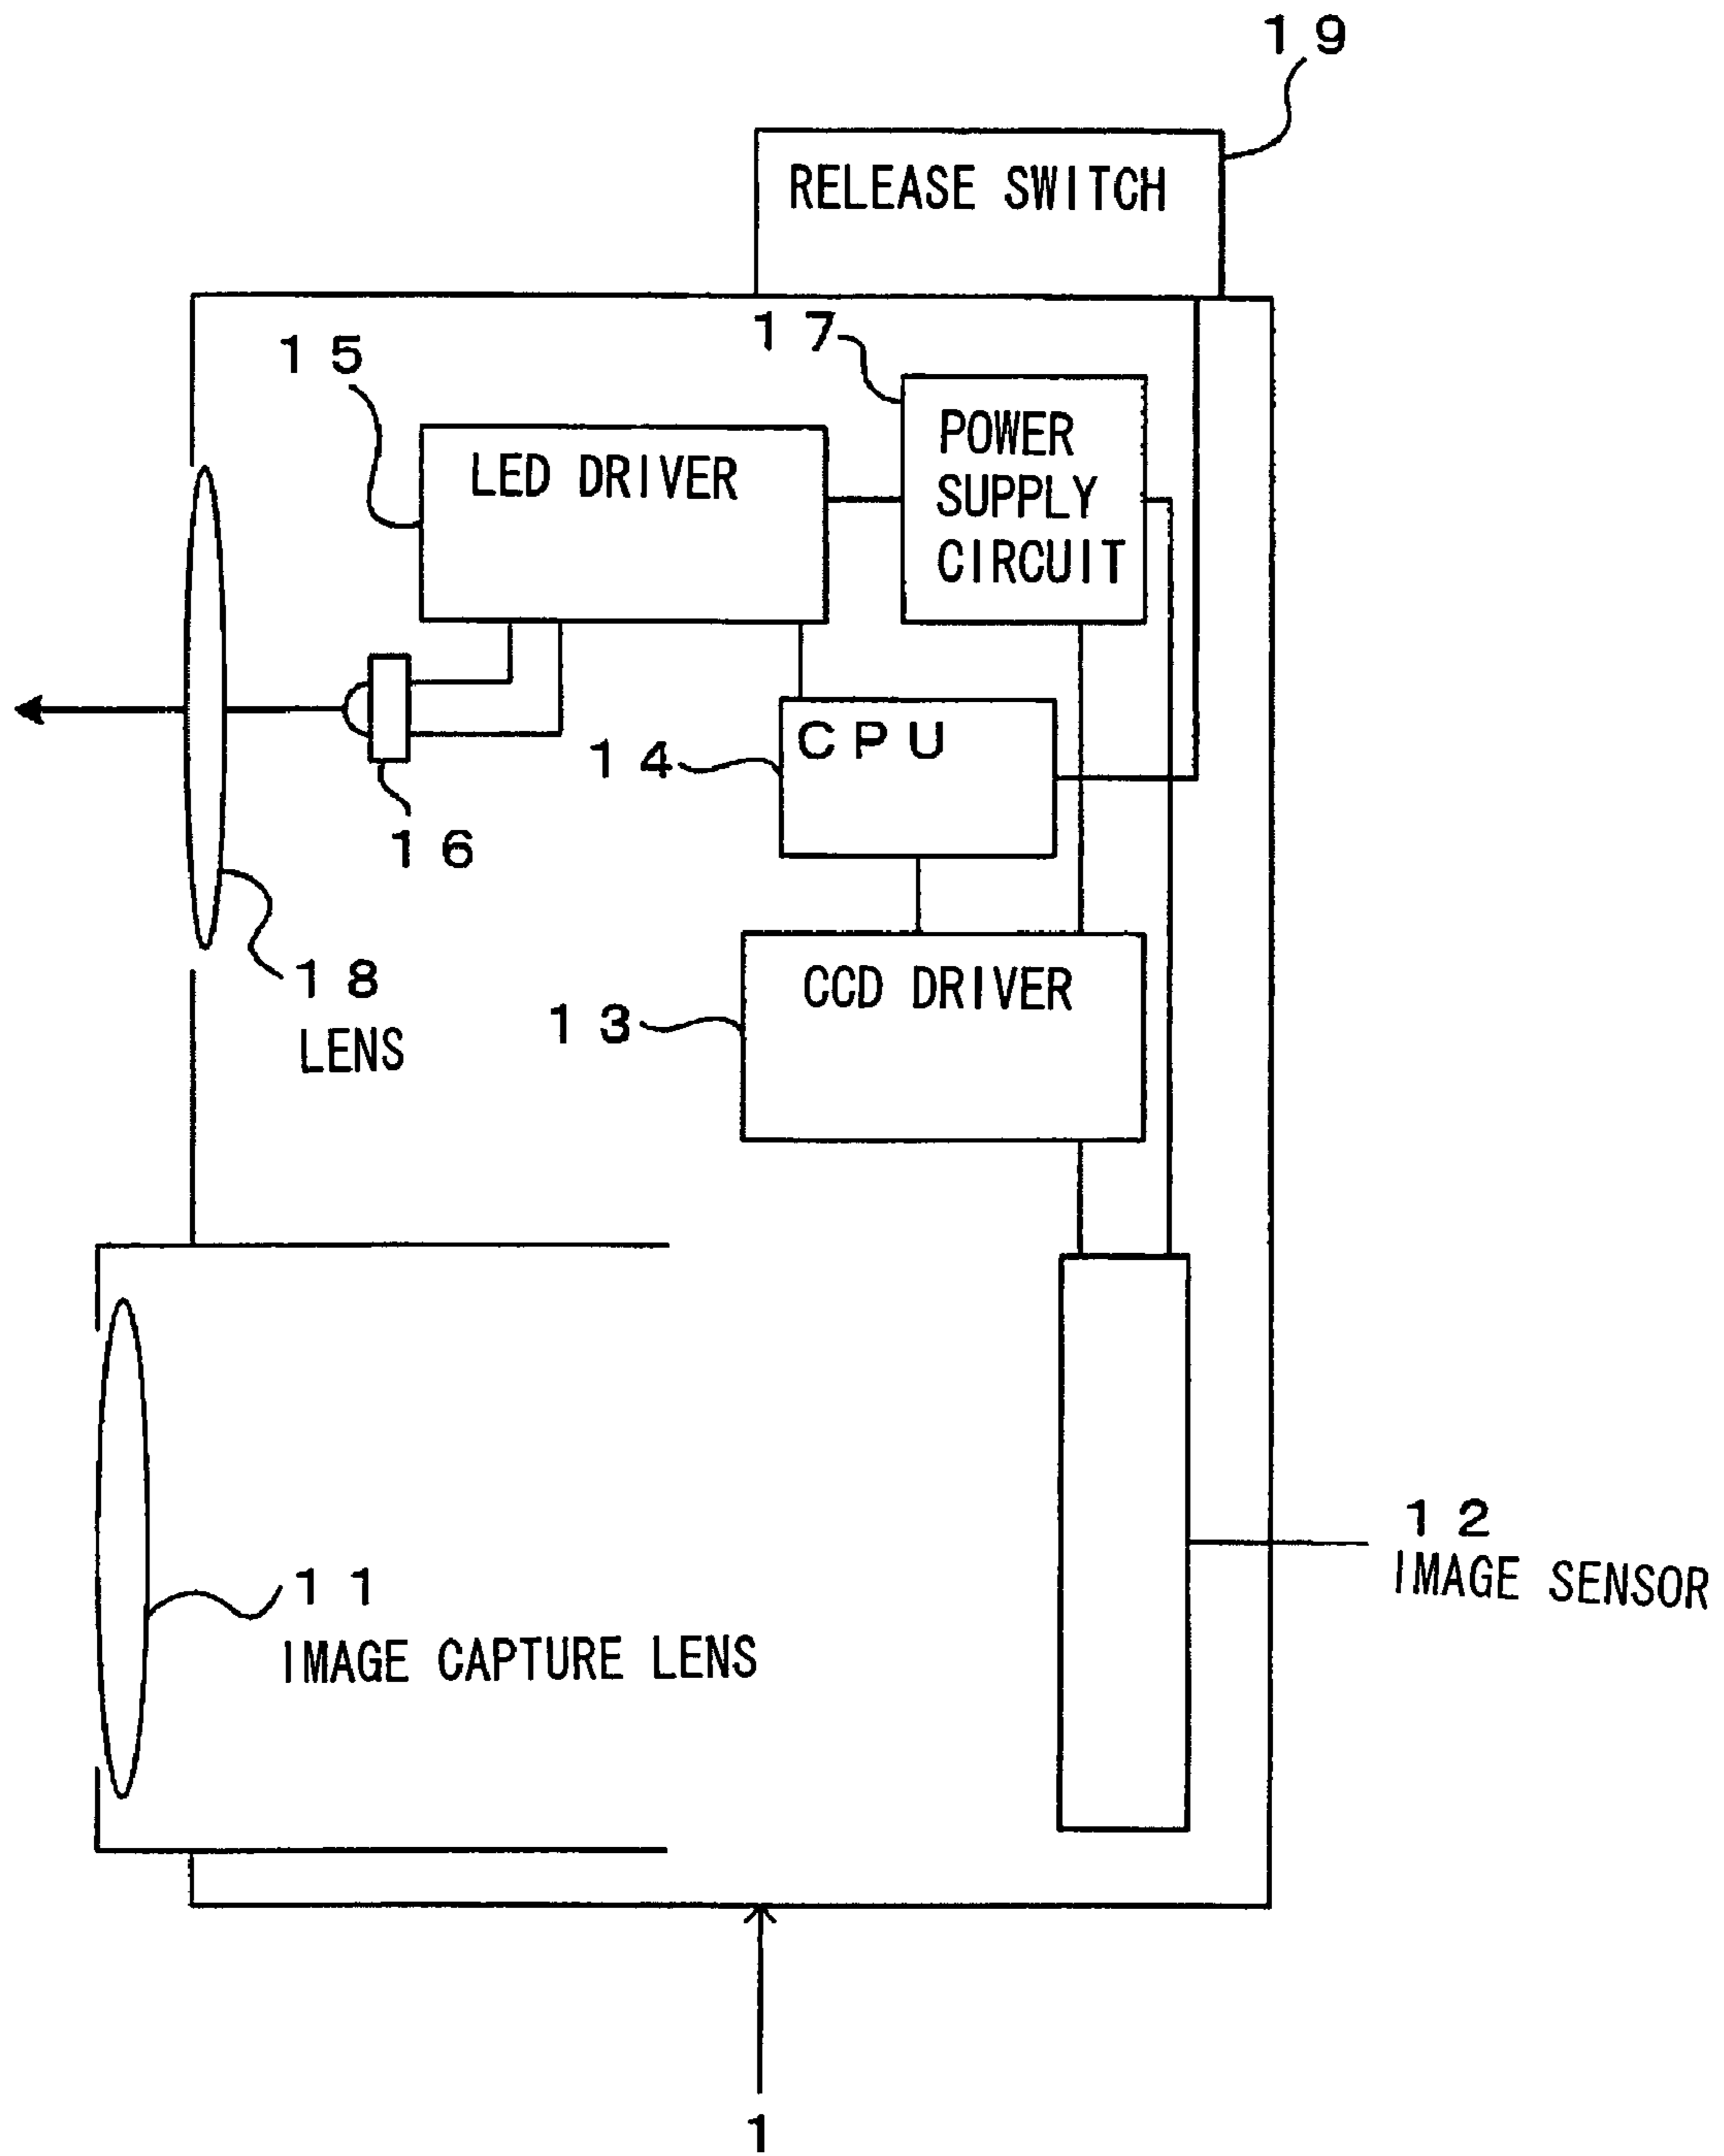 19
RELEASE SWITCH
17
15
POWER
SUPPLY
CIRCUIT
LED DRIVER
CPU
14
16
18
LENS
CCD DRIVER
13
12
IMAGE SENSOR
11
IMAGE CAPTURE LENS
1